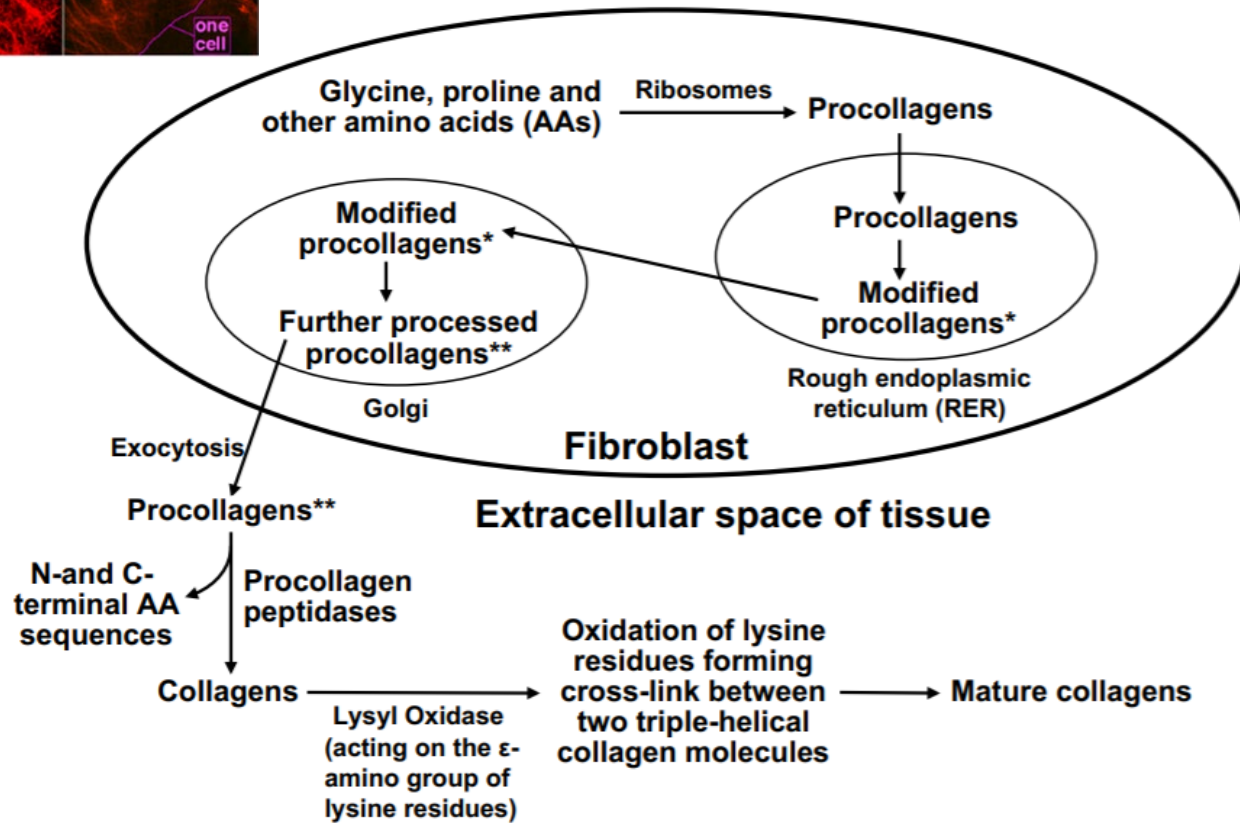 one
cell
Glycine, proline and
other amino acids (AAs)
Ribosomes
Procollagens
Procollagens
Modified
procollagens*
Modified
procollagens*
Further processed
procollagens**
Rough endoplasmic
reticulum (RER)
Golgi
Fibroblast
Exocytosis
Procollagens**
Extracellular space of tissue
N-and C-
terminal AA
sequences
Procollagen
peptidases
Collagens
Lysyl Oxidase
(acting on the ε-
amino group of
lysine residues)
Oxidation of lysine
residues forming
cross-link between
two triple-helical
collagen molecules
Mature collagens